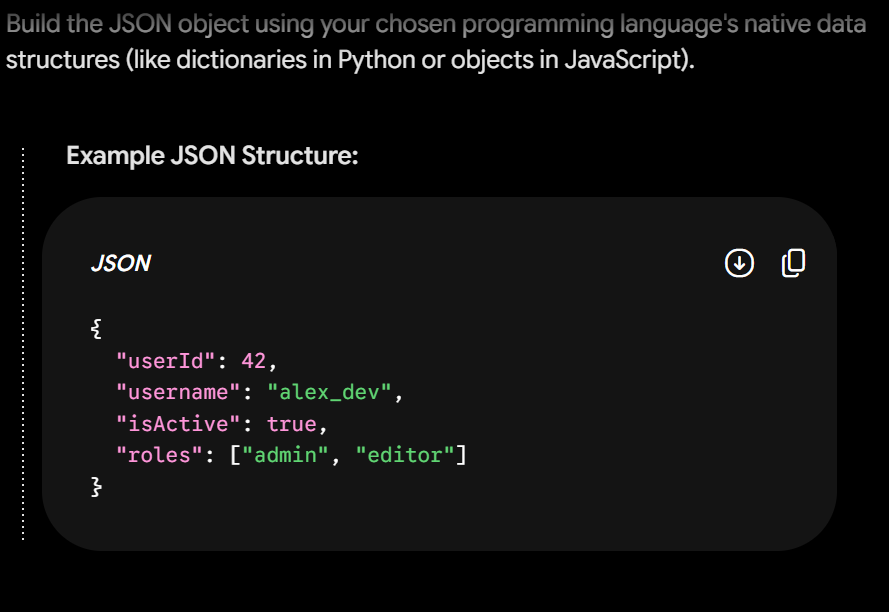 Build the JSON object using your chosen programming language's native data
structures (like dictionaries in Python or objects in JavaScript).
Example JSON Structure:
JSON
{
  "userId": 42,
  "username": "alex_dev",
  "isActive": true,
  "roles": ["admin", "editor"]
}